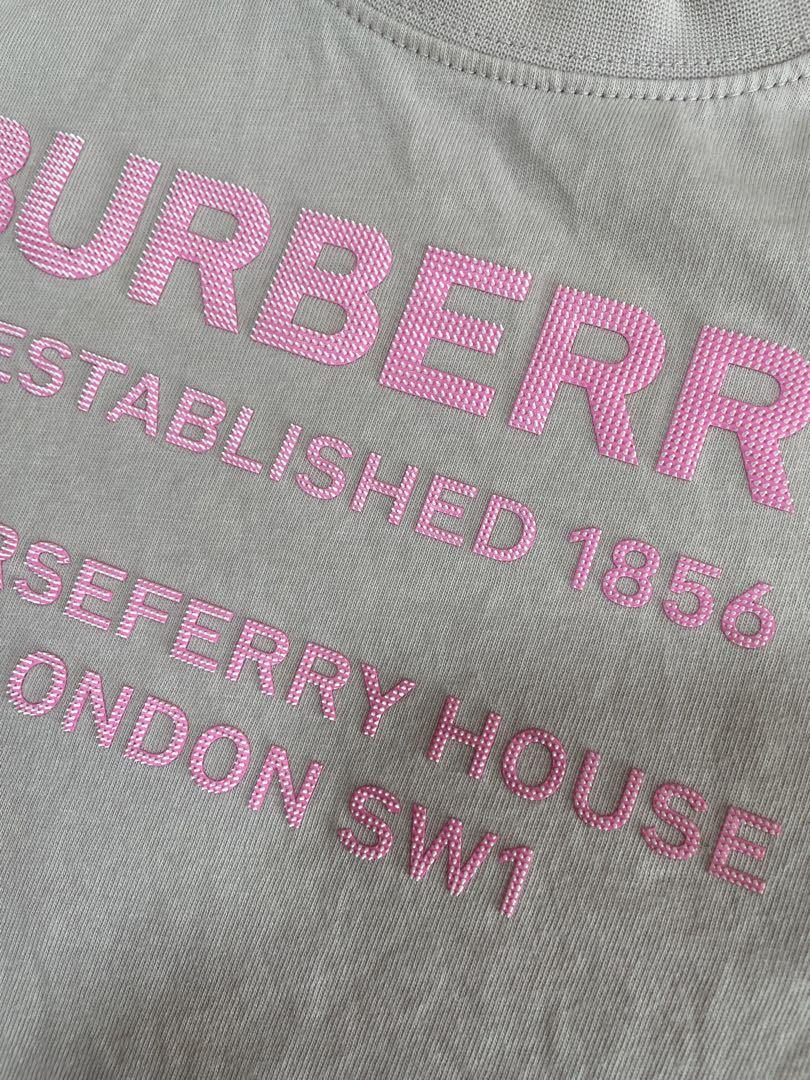 BURBERR
ESTABLISHED 1856
RSEFERRY HOUSE
ONDON SW1